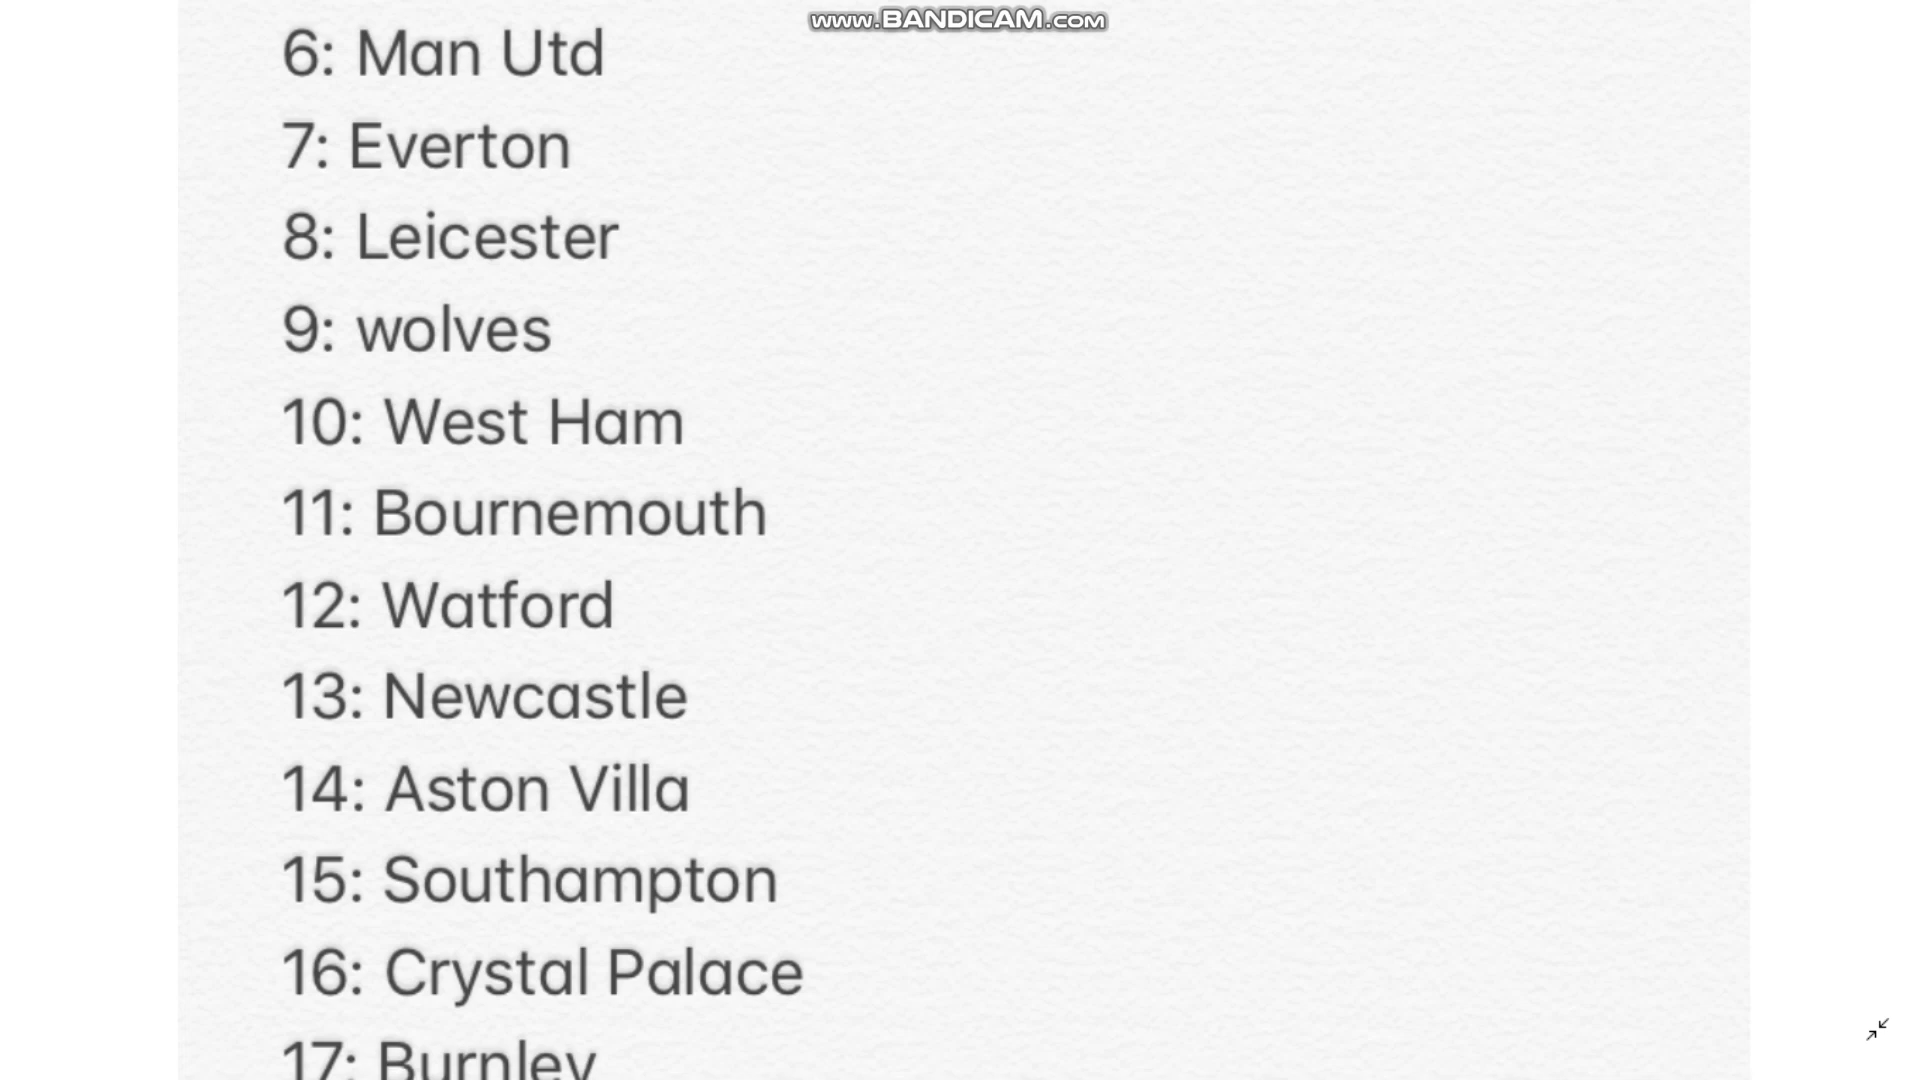 www.BANDICAM.com
6: Man Utd
7: Everton
8: Leicester
9: wolves
10: West Ham
11: Bournemouth
12: Watford
13: Newcastle
14: Aston Villa
15: Southampton
16: Crystal Palace
17: Burnley